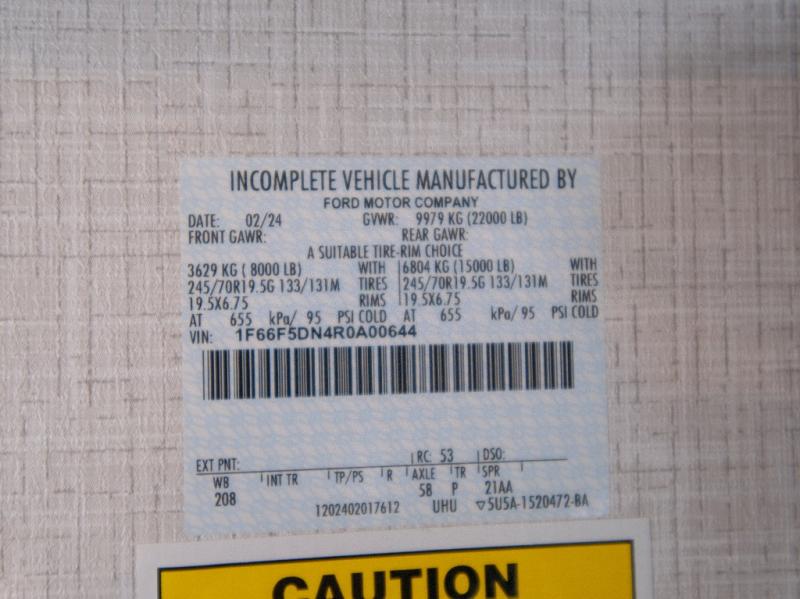 INCOMPLETE VEHICLE MANUFACTURED BY
FORD MOTOR COMPANY
DATE: 02/24 GVWR: 9979 KG (22000 LB)
FRONT GAWR: REAR GAWR:
A SUITABLE TIRE-RIM CHOICE
3629 KG ( 8000 LB) WITH 6804 KG (15000 LB) WITH
245/70R19.5G 133/131M TIRES 245/70R19.5G 133/131M TIRES
19.5X6.75 RIMS 19.5X6.75 RIMS
AT 655 kPa/ 95 PSI COLD AT 655 kPa/ 95 PSI COLD
VIN: 1F66F5DN4R0A00644
EXT PNT: RC: 53 DSO:
WB INT TR TP/PS R AXLE TR SPR
208 58 P 21AA
1202402017612 UHU ▽5U5A-1520472-BA
CAUTION